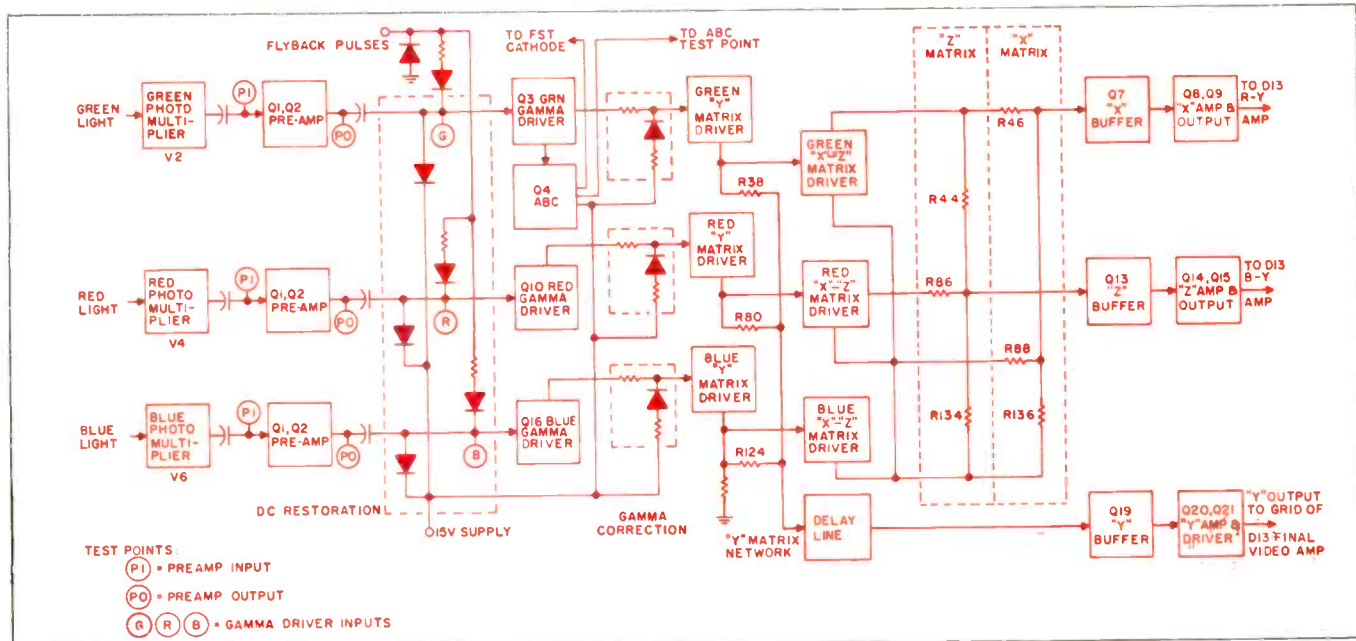 FLYBACK PULSES
TO FST
CATHODE
TO ABC
TEST POINT
"Z"
MATRIX
"X"
MATRIX
GREEN
LIGHT
GREEN
PHOTO
MULTI-
PLIER
V2
PI
Q1,Q2
PRE-AMP
PO
G
Q3 GRN
GAMMA
DRIVER
Q4
ABC
GREEN
"Y"
MATRIX
DRIVER
R38
GREEN
"X"-"Z"
MATRIX
DRIVER
R46
R44
Q7
"X"
BUFFER
Q8, Q9
"X" AMP &
OUTPUT
TO D13
R-Y
AMP
RED
LIGHT
RED
PHOTO
MULTI-
PLIER
V4
PI
Q1,Q2
PRE-AMP
PO
R
Q10 RED
GAMMA
DRIVER
RED
"Y"
MATRIX
DRIVER
R80
RED
"X"-"Z"
MATRIX
DRIVER
R86
R88
Q13
"Z"
BUFFER
Q14, Q15
"Z" AMP &
OUTPUT
TO D13
B-Y
AMP
BLUE
LIGHT
BLUE
PHOTO
MULTI-
PLIER
V6
PI
Q1,Q2
PRE-AMP
PO
B
Q16 BLUE
GAMMA
DRIVER
BLUE
"Y"
MATRIX
DRIVER
R124
BLUE
"X"-"Z"
MATRIX
DRIVER
R134
R136
DC RESTORATION
15V SUPPLY
GAMMA
CORRECTION
"Y" MATRIX
NETWORK
DELAY
LINE
Q19
"Y"
BUFFER
Q20,Q21
"Y" AMP &
DRIVER
"Y" OUTPUT
TO GRID OF
D13 FINAL
VIDEO AMP
TEST POINTS:
PI = PREAMP INPUT
PO = PREAMP OUTPUT
G R B = GAMMA DRIVER INPUTS